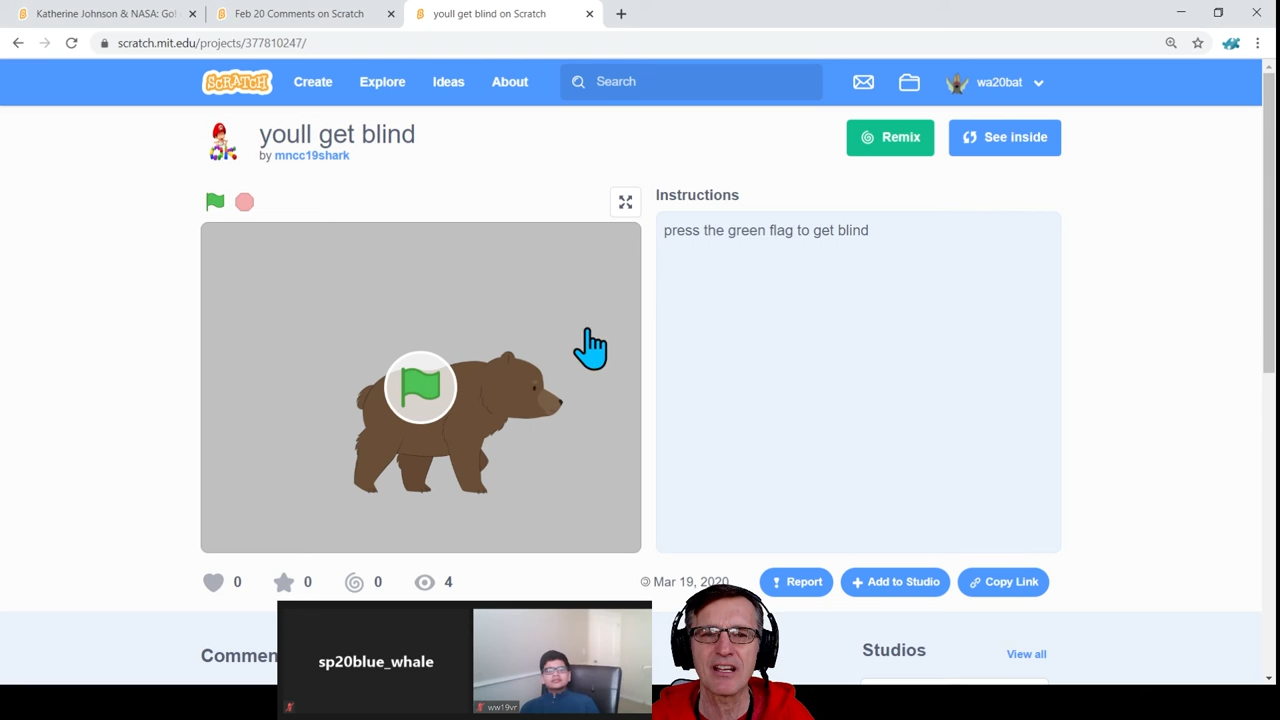 Katherine Johnson & NASA: Go!
Feb 20 Comments on Scratch
youll get blind on Scratch
scratch.mit.edu/projects/377810247/
SCRATCH
Create
Explore
Ideas
About
Search
wa20bat
youll get blind
by mncc19shark
Remix
See inside
Instructions
press the green flag to get blind
0
0
0
4
Mar 19, 2020
Report
Add to Studio
Copy Link
Commen
Studios
View all
sp20blue_whale
ww19vr